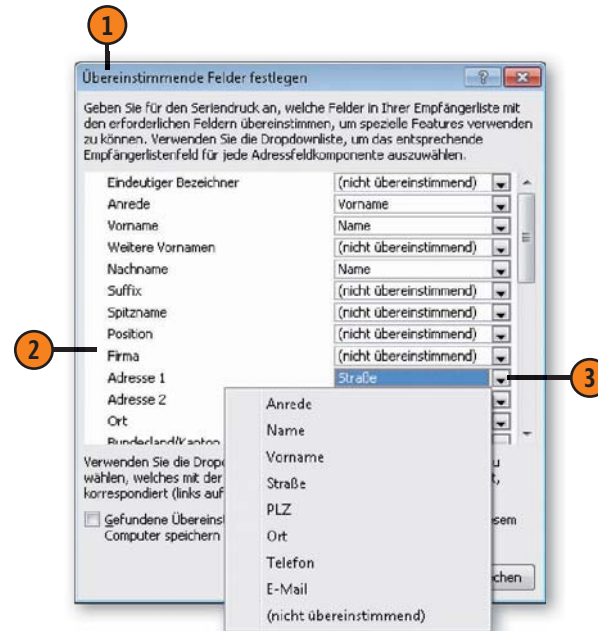 1
Übereinstimmende Felder festlegen
Geben Sie für den Seriendruck an, welche Felder in Ihrer Empfängerliste mit
den erforderlichen Feldern übereinstimmen, um spezielle Features verwenden
zu können. Verwenden Sie die Dropdownliste, um das entsprechende
Empfängerlistenfeld für jede Adressfeldkomponente auszuwählen.
Eindeutiger Bezeichner (nicht übereinstimmend)
Anrede Vorname
Vorname Name
Weitere Vornamen (nicht übereinstimmend)
Nachname Name
Suffix (nicht übereinstimmend)
Spitzname (nicht übereinstimmend)
Position (nicht übereinstimmend)
2 Firma (nicht übereinstimmend)
Adresse 1 Straße 3
Adresse 2
Ort
Bundesland/Kanton
Anrede
Name
Vorname
Straße
PLZ
Ort
Telefon
E-Mail
(nicht übereinstimmend)
Verwenden Sie die Drop
wählen, welches mit der
korrespondiert (links auf
Gefundene Übereins
Computer speichern